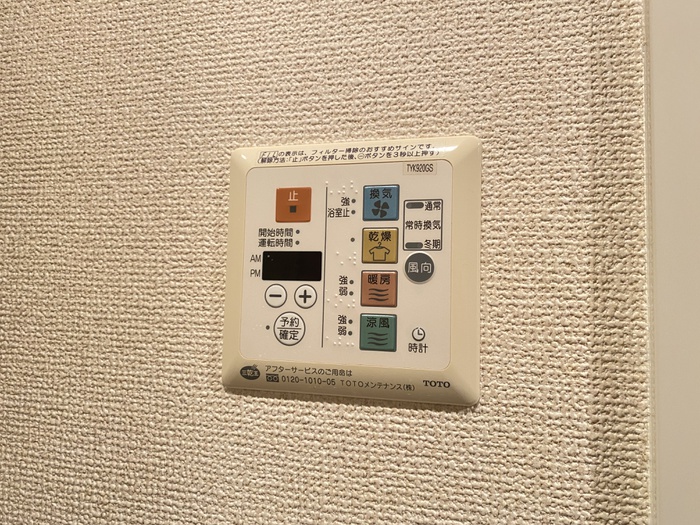 の表示は、フィルター掃除のおすすめサインです。
(解除方法:「止」ボタンを押した後、⊖ボタンを3秒以上押す)
TYK920GS
止
開始時間
運転時間
AM
PM
− +
予約
確定
強
浴室止
換気
乾燥
強
弱
暖房
強
弱
涼風
通常
常時換気
冬期
風向
時計
三乾王
アフターサービスのご用命は
0120-1010-05 TOTOメンテナンス(株)
TOTO